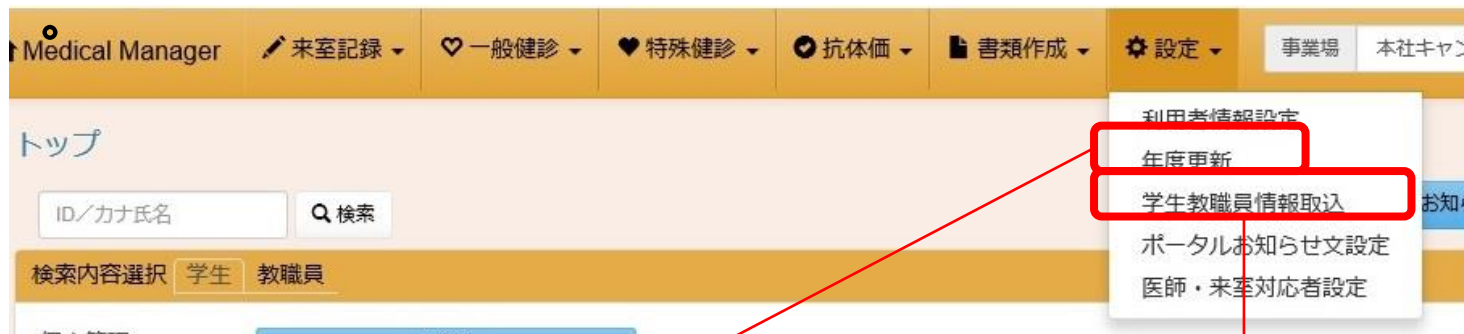 Medical Manager 来室記録 一般健診 特殊健診 抗体価 書類作成 設定 事業場 本社キャン
利用者情報設定
トップ
年度更新
ID／カナ氏名 検索
学生教職員情報取込
お知
ポータルお知らせ文設定
検索内容選択 学生 教職員
医師・来室対応者設定